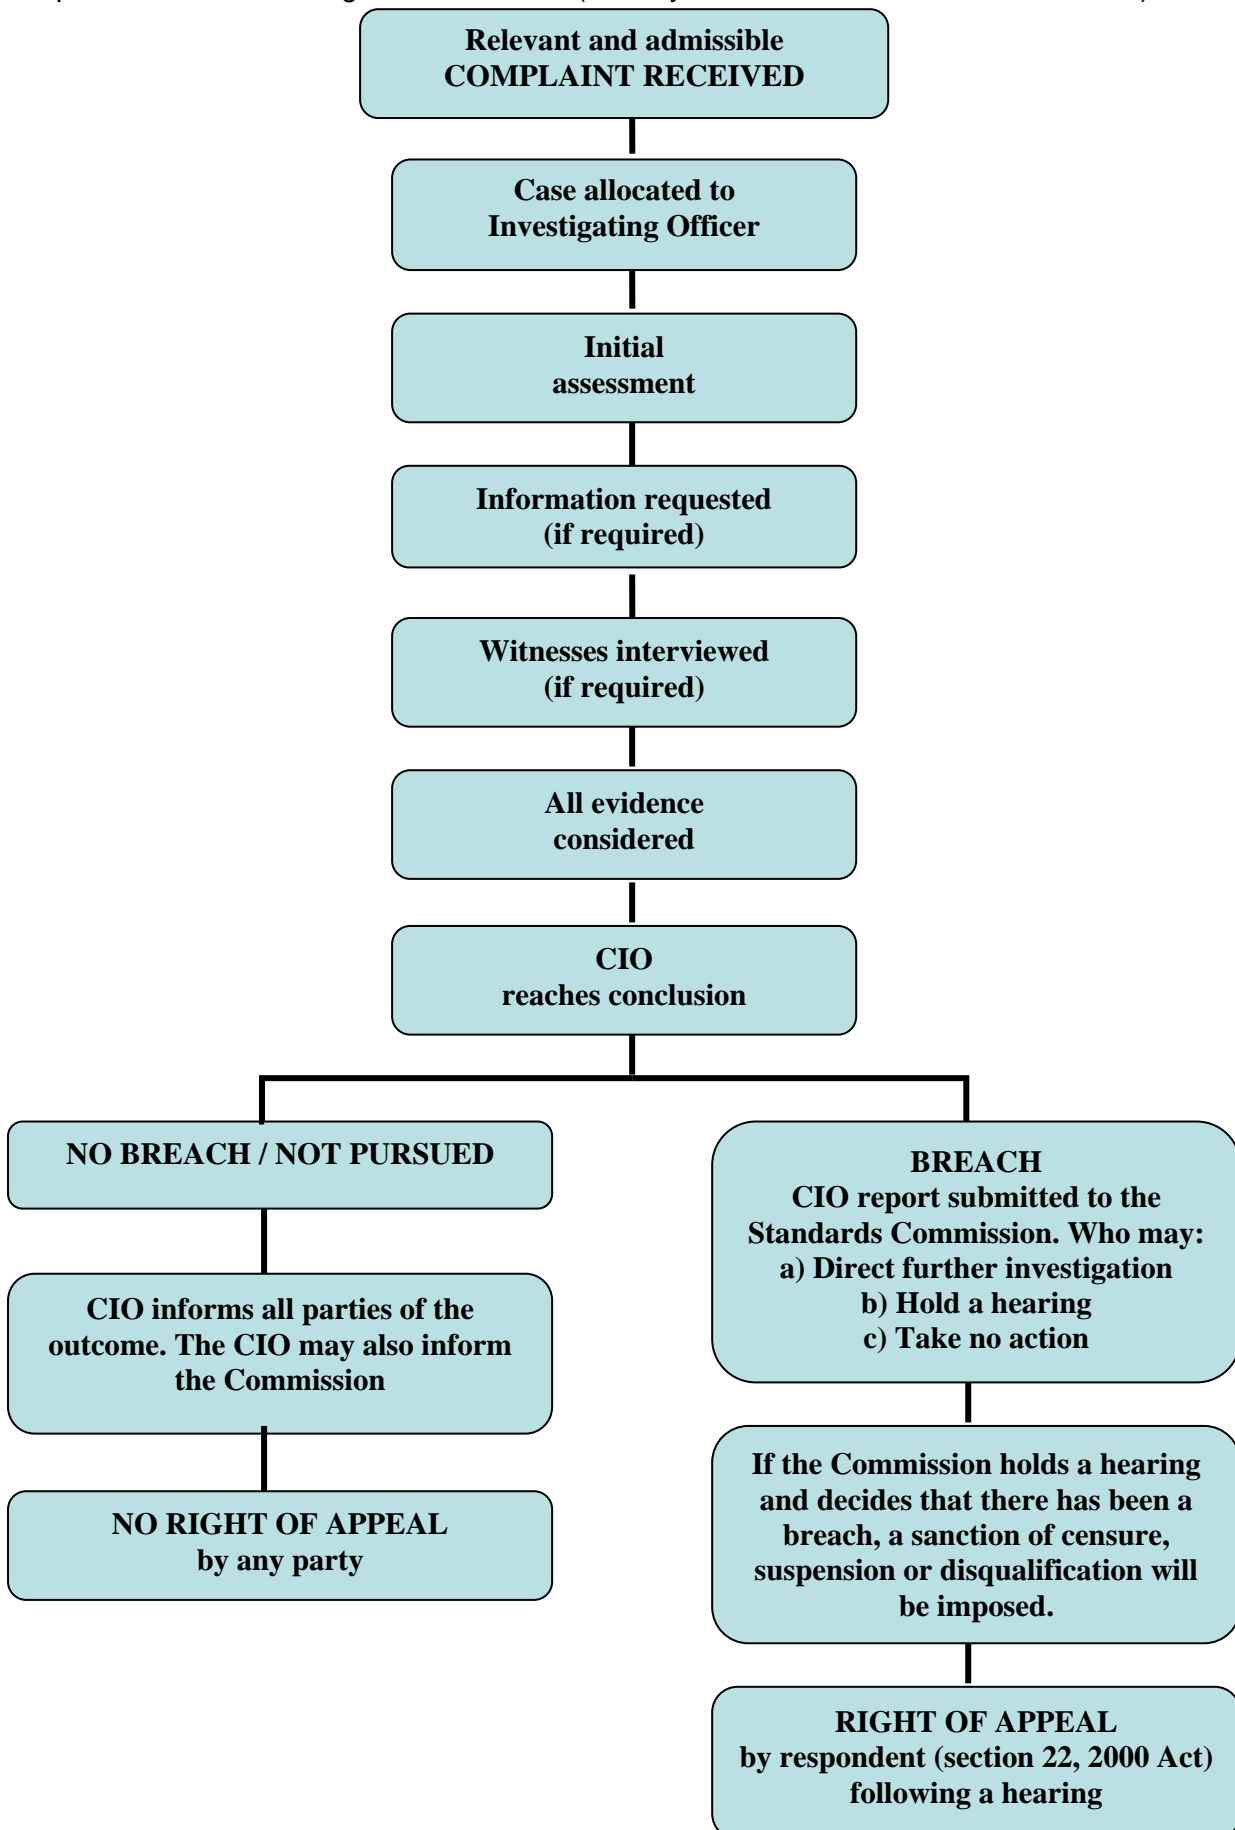 Relevant and admissible
COMPLAINT RECEIVED
Case allocated to
Investigating Officer
Initial
assessment
Information requested
(if required)
Witnesses interviewed
(if required)
All evidence
considered
CIO
reaches conclusion
NO BREACH / NOT PURSUED
CIO informs all parties of the
outcome. The CIO may also inform
the Commission
NO RIGHT OF APPEAL
by any party
BREACH
CIO report submitted to the
Standards Commission. Who may:
a) Direct further investigation
b) Hold a hearing
c) Take no action
If the Commission holds a hearing
and decides that there has been a
breach, a sanction of censure,
suspension or disqualification will
be imposed.
RIGHT OF APPEAL
by respondent (section 22, 2000 Act)
following a hearing